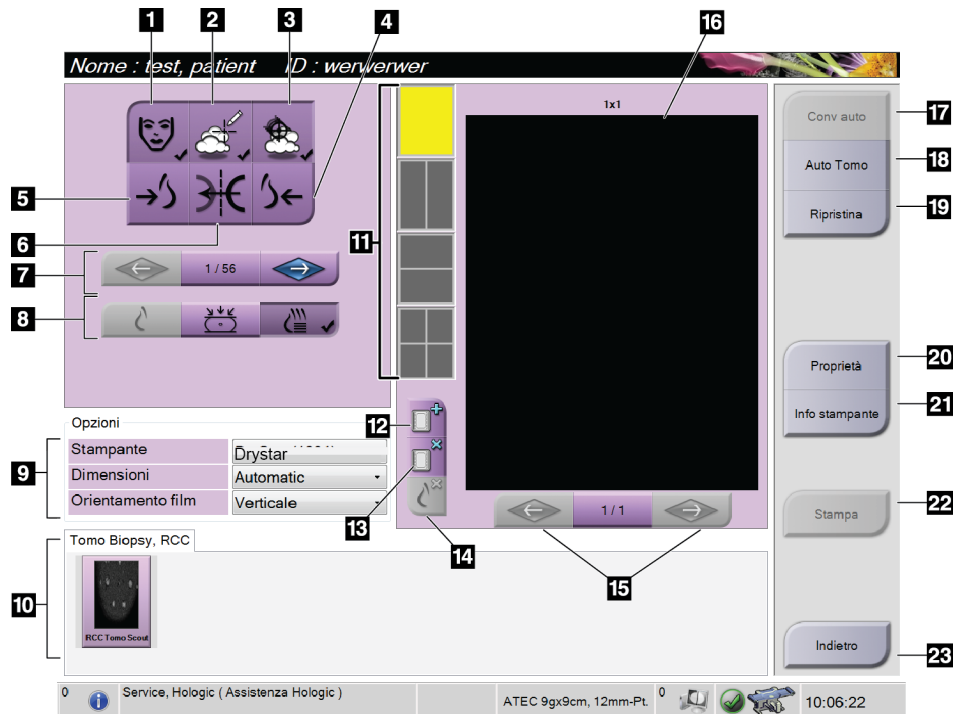 1 2 3 4 16
Nome : test, patient ID : werwerwer
1x1
Conv auto 17
Auto Tomo 18
Ripristina 19
5
6
11
7 1 / 56
8
Proprietà 20
Info stampante 21
12
Opzioni
9
Stampante Drystar
Dimensioni Automatic
Orientamento film Verticale
13
14
1 / 1
15
Stampa 22
10
Tomo Biopsy, RCC
RCC Tomo Scout
Indietro 23
0 Service, Hologic ( Assistenza Hologic ) ATEC 9gx9cm, 12mm-Pt. 0 10:06:22